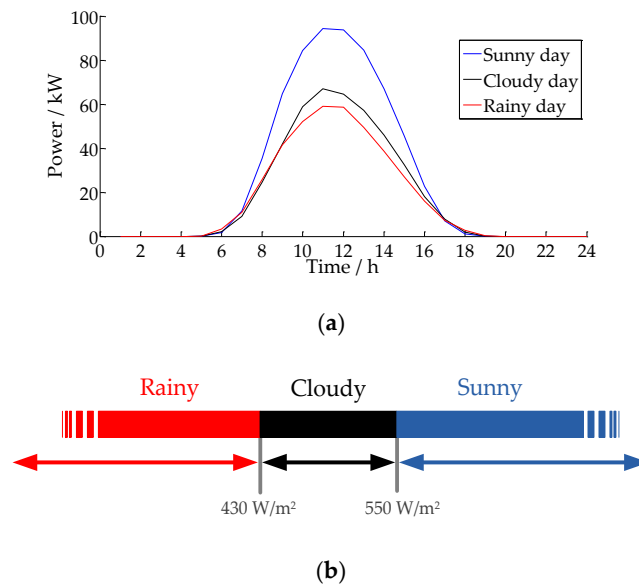 100
80
60
40
20
0
Power / kW
0 2 4 6 8 10 12 14 16 18 20 22 24
Time / h
Sunny day
Cloudy day
Rainy day
(a)
Rainy Cloudy Sunny
430 W/m² 550 W/m²
(b)